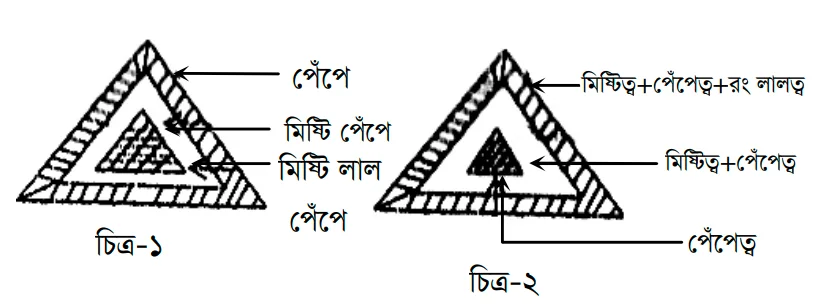 পেঁপে
মিষ্টি পেঁপে
মিষ্টি লাল
পেঁপে
চিত্র-১
মিষ্টিত্ব+পেঁপেত্ব+রং লালত্ব
মিষ্টিত্ব+পেঁপেত্ব
পেঁপেত্ব
চিত্র-২